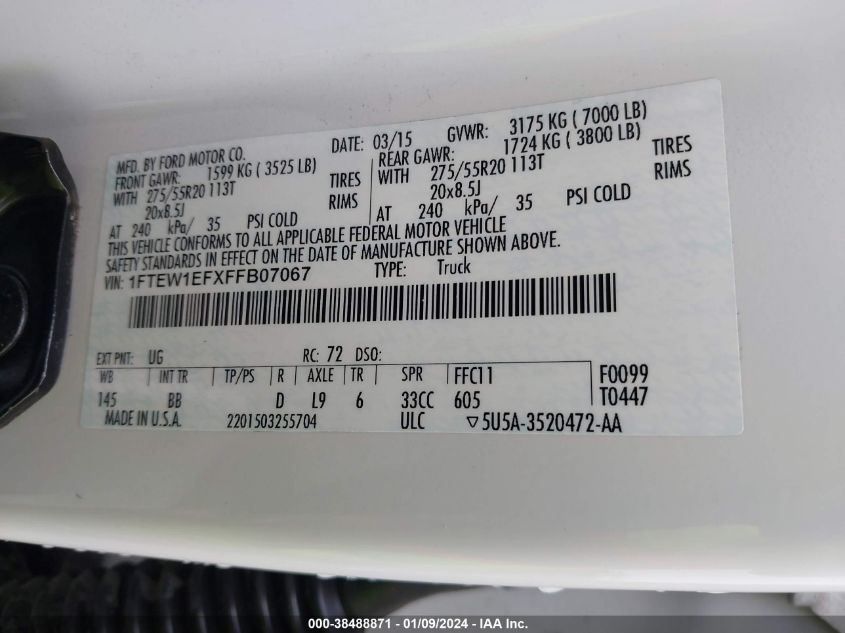 MFD. BY FORD MOTOR CO. DATE: 03/15 GVWR: 3175 KG ( 7000 LB)
FRONT GAWR: 1599 KG ( 3525 LB) REAR GAWR: 1724 KG ( 3800 LB)
WITH 275/55R20 113T TIRES WITH 275/55R20 113T TIRES
20x8.5J RIMS 20x8.5J RIMS
AT 240 kPa/ 35 PSI COLD AT 240 kPa/ 35 PSI COLD
THIS VEHICLE CONFORMS TO ALL APPLICABLE FEDERAL MOTOR VEHICLE
SAFETY STANDARDS IN EFFECT ON THE DATE OF MANUFACTURE SHOWN ABOVE.
VIN: 1FTEW1EFXFFB07067 TYPE: Truck
EXT PNT: UG RC: 72 DSO:
WB INT TR TP/PS R AXLE TR SPR FFC11 F0099
145 BB D L9 6 33CC 605 T0447
MADE IN U.S.A. 2201503255704 ULC ▽5U5A-3520472-AA
000-38488871 - 01/09/2024 - IAA Inc.